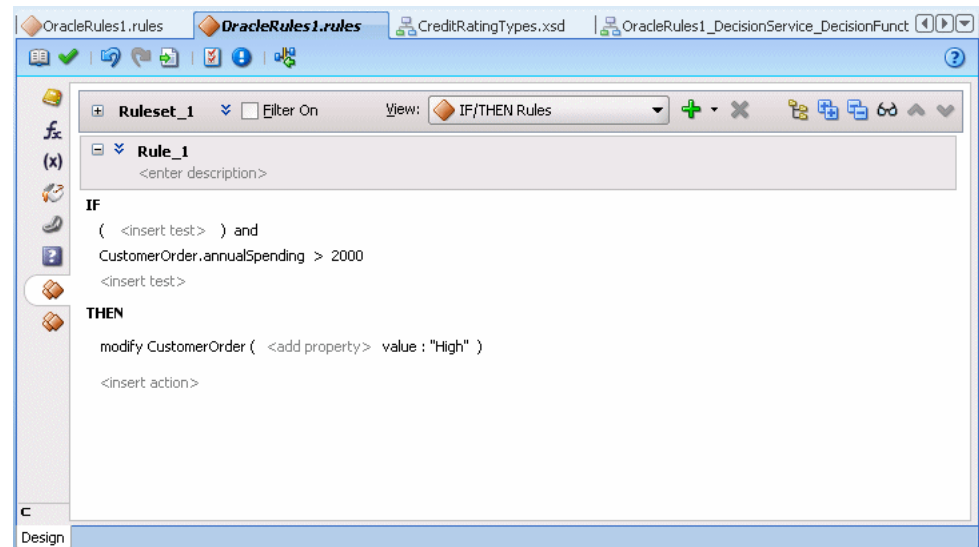 OracleRules1.rules OracleRules1.rules CreditRatingTypes.xsd OracleRules1_DecisionService_DecisionFunct
Ruleset_1 Filter On View: IF/THEN Rules
Rule_1
<enter description>
IF
( <insert test> ) and
CustomerOrder.annualSpending > 2000
<insert test>
THEN
modify CustomerOrder ( <add property> value : "High" )
<insert action>
Design